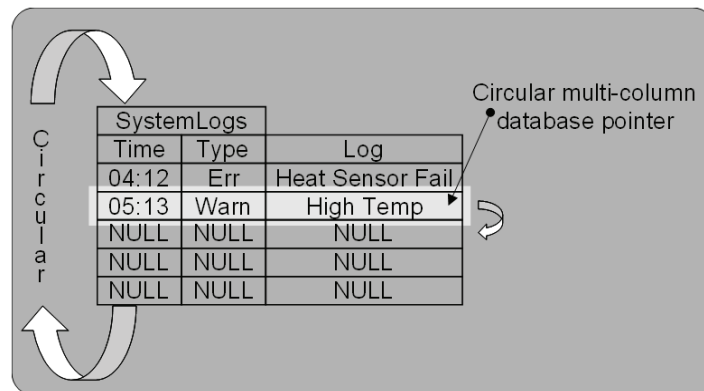 Circular multi-column
database pointer
Circular
SystemLogs
Time Type Log
04:12 Err Heat Sensor Fail
05:13 Warn High Temp
NULL NULL NULL
NULL NULL NULL
NULL NULL NULL